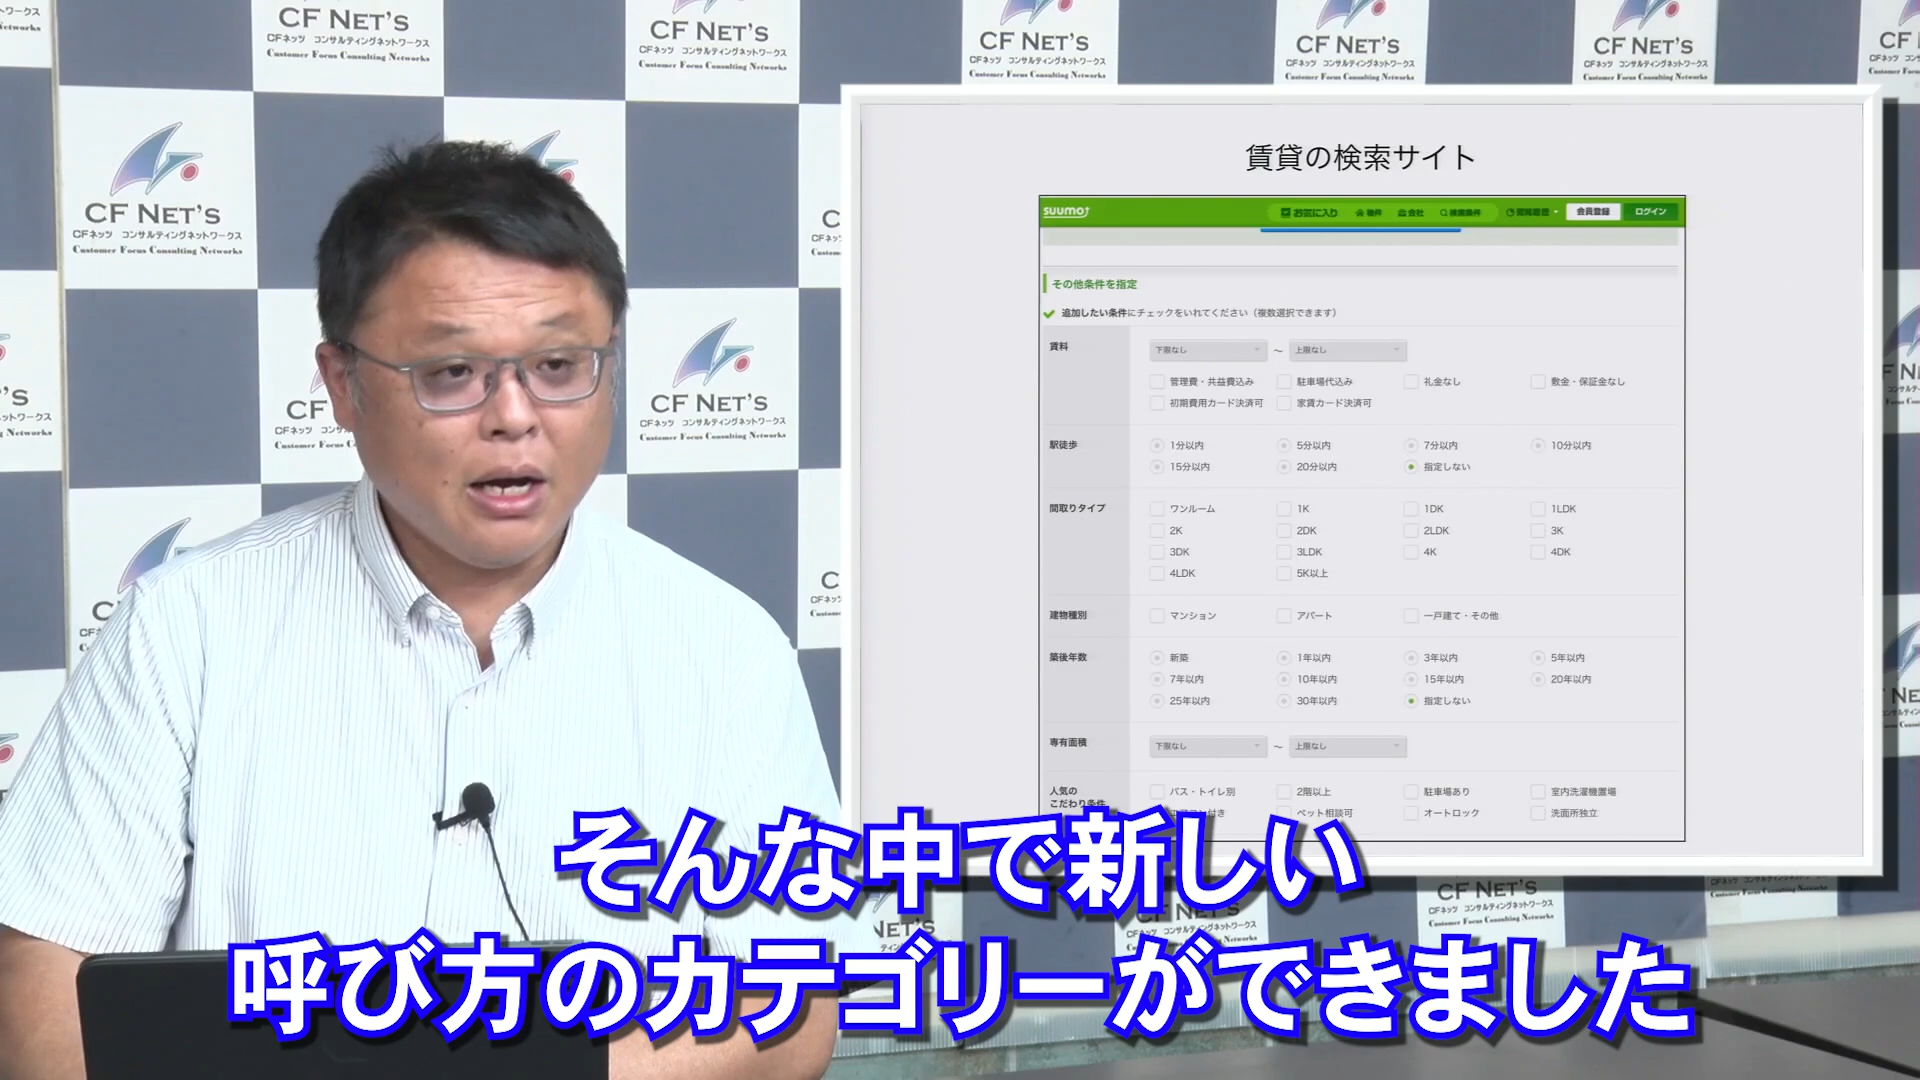 CF NET'S
CFネッツ コンサルティングネットワークス
Customer Focus Consulting Networks
賃貸の検索サイト
suumo
お気に入り 物件 会社 検索条件 閲覧履歴 会員登録 ログイン
その他条件を指定
追加したい条件にチェックをいれてください（複数選択できます）
賃料 下限なし ～ 上限なし
管理費・共益費込み 駐車場代込み 礼金なし 敷金・保証金なし
初期費用カード決済可 家賃カード決済可
駅徒歩 1分以内 5分以内 7分以内 10分以内
15分以内 20分以内 指定しない
間取りタイプ ワンルーム 1K 1DK 1LDK
2K 2DK 2LDK 3K
3DK 3LDK 4K 4DK
4LDK 5K以上
建物種別 マンション アパート 一戸建て・その他
築後年数 新築 1年以内 3年以内 5年以内
7年以内 10年以内 15年以内 20年以内
25年以内 30年以内 指定しない
専有面積 下限なし ～ 上限なし
人気の
こだわり条件 バス・トイレ別 2階以上 駐車場あり 室内洗濯機置場
ペット相談可 オートロック 洗面所独立
そんな中で新しい
呼び方のカテゴリーができました